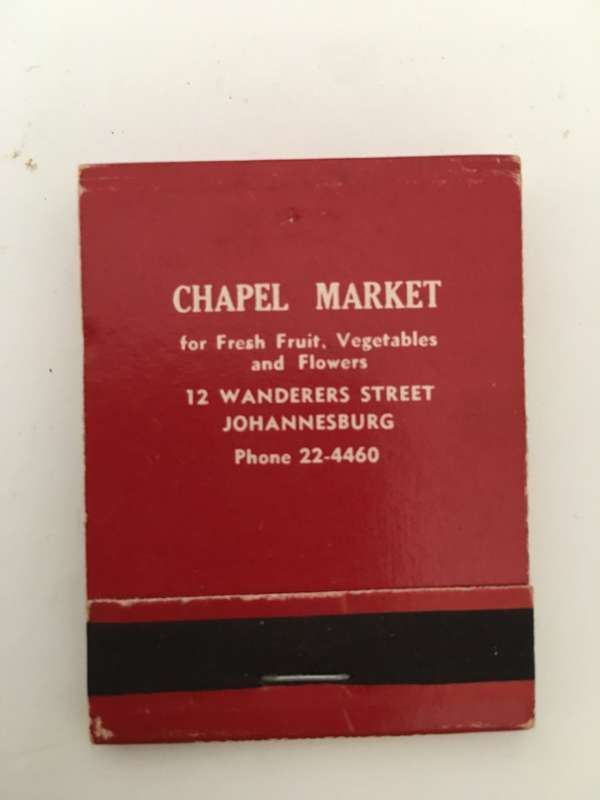 CHAPEL MARKET
for Fresh Fruit, Vegetables
and Flowers
12 WANDERERS STREET
JOHANNESBURG
Phone 22-4460